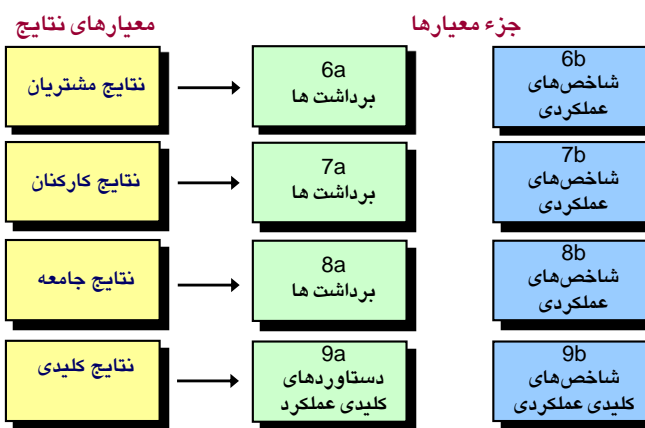 جزء معیارها
معیارهای نتایج
6b
شاخص‌های
عملکردی
6a
برداشت ها
نتایج مشتریان
7b
شاخص‌های
عملکردی
7a
برداشت ها
نتایج کارکنان
8b
شاخص‌های
عملکردی
8a
برداشت ها
نتایج جامعه
9b
شاخص‌های
کلیدی عملکردی
9a
دستاوردهای
کلیدی عملکرد
نتایج کلیدی